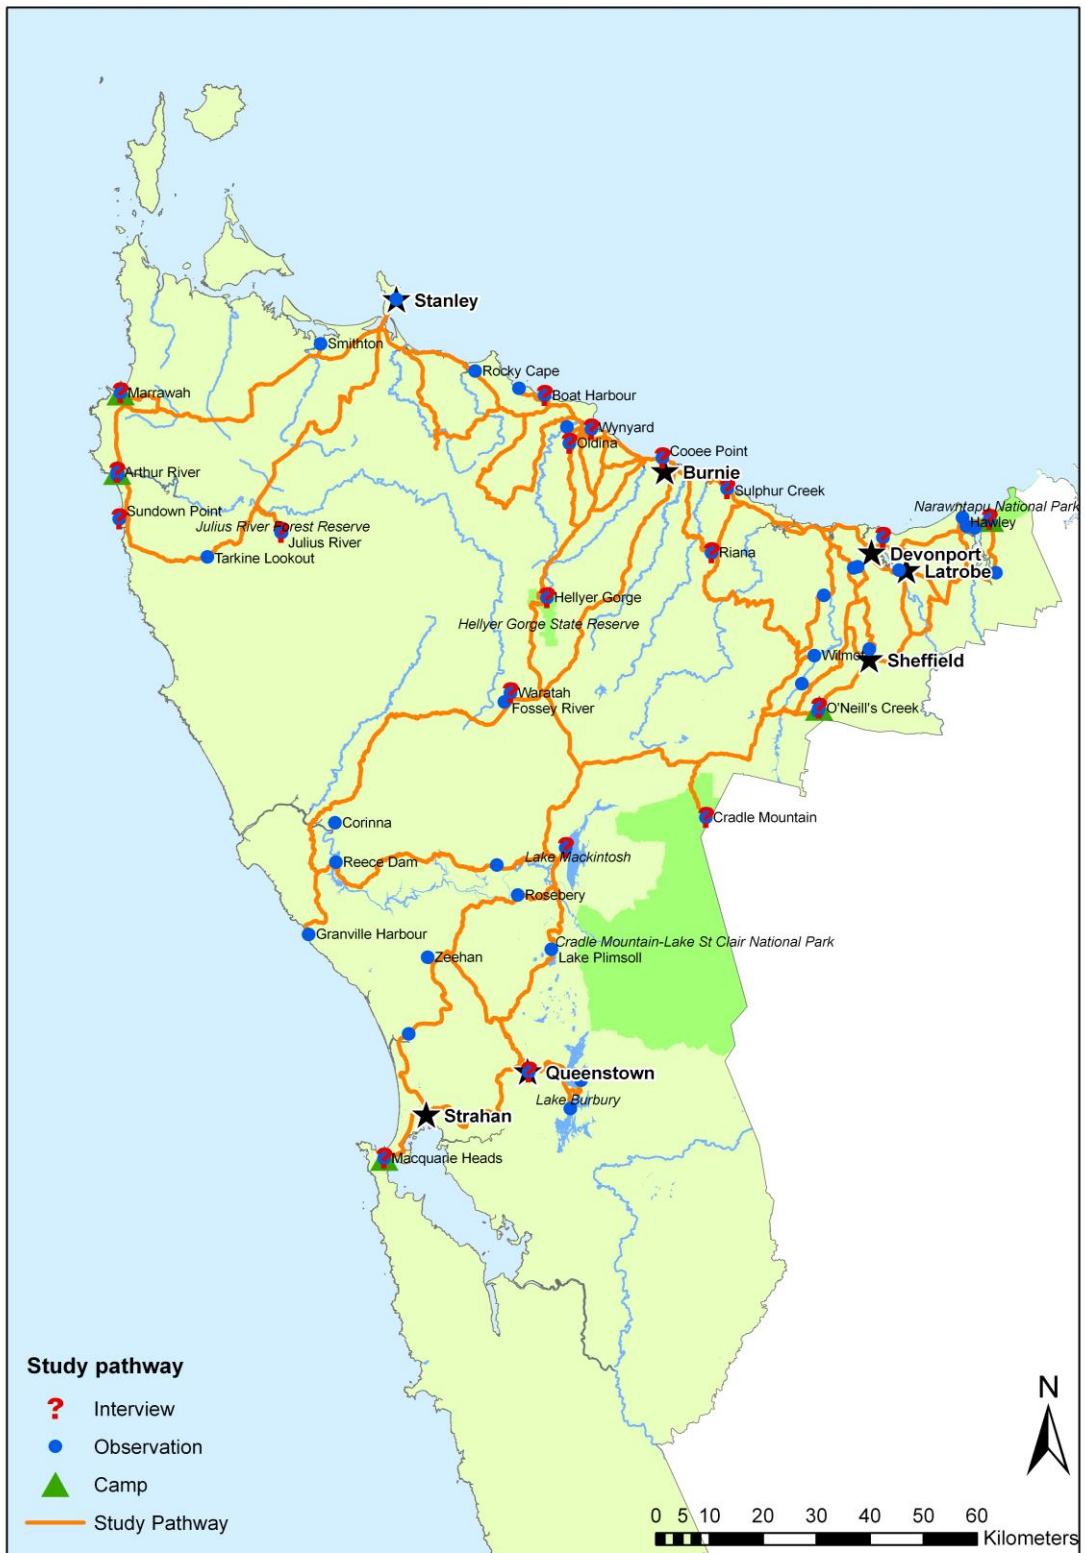 Stanley
Smithton
Rocky Cape
Marrawah
Boat Harbour
Wynyard
Oldina
Cooee Point
Burnie
Arthur River
Sulphur Creek
Narawntapu National Park
Sundown Point
Hawley
Julius River Forest Reserve
Julius River
Riana
Devonport
Tarkine Lookout
Latrobe
Hellyer Gorge
Hellyer Gorge State Reserve
Wilmot
Sheffield
Waratah
Fossey River
O'Neill's Creek
Cradle Mountain
Corinna
Lake Mackintosh
Reece Dam
Rosebery
Granville Harbour
Cradle Mountain-Lake St Clair National Park
Zeehan
Lake Plimsoll
Queenstown
Lake Burbury
Strahan
Macquarie Heads
Study pathway
? Interview
Observation
Camp
Study Pathway
N
0 5 10 20 30 40 50 60
Kilometers